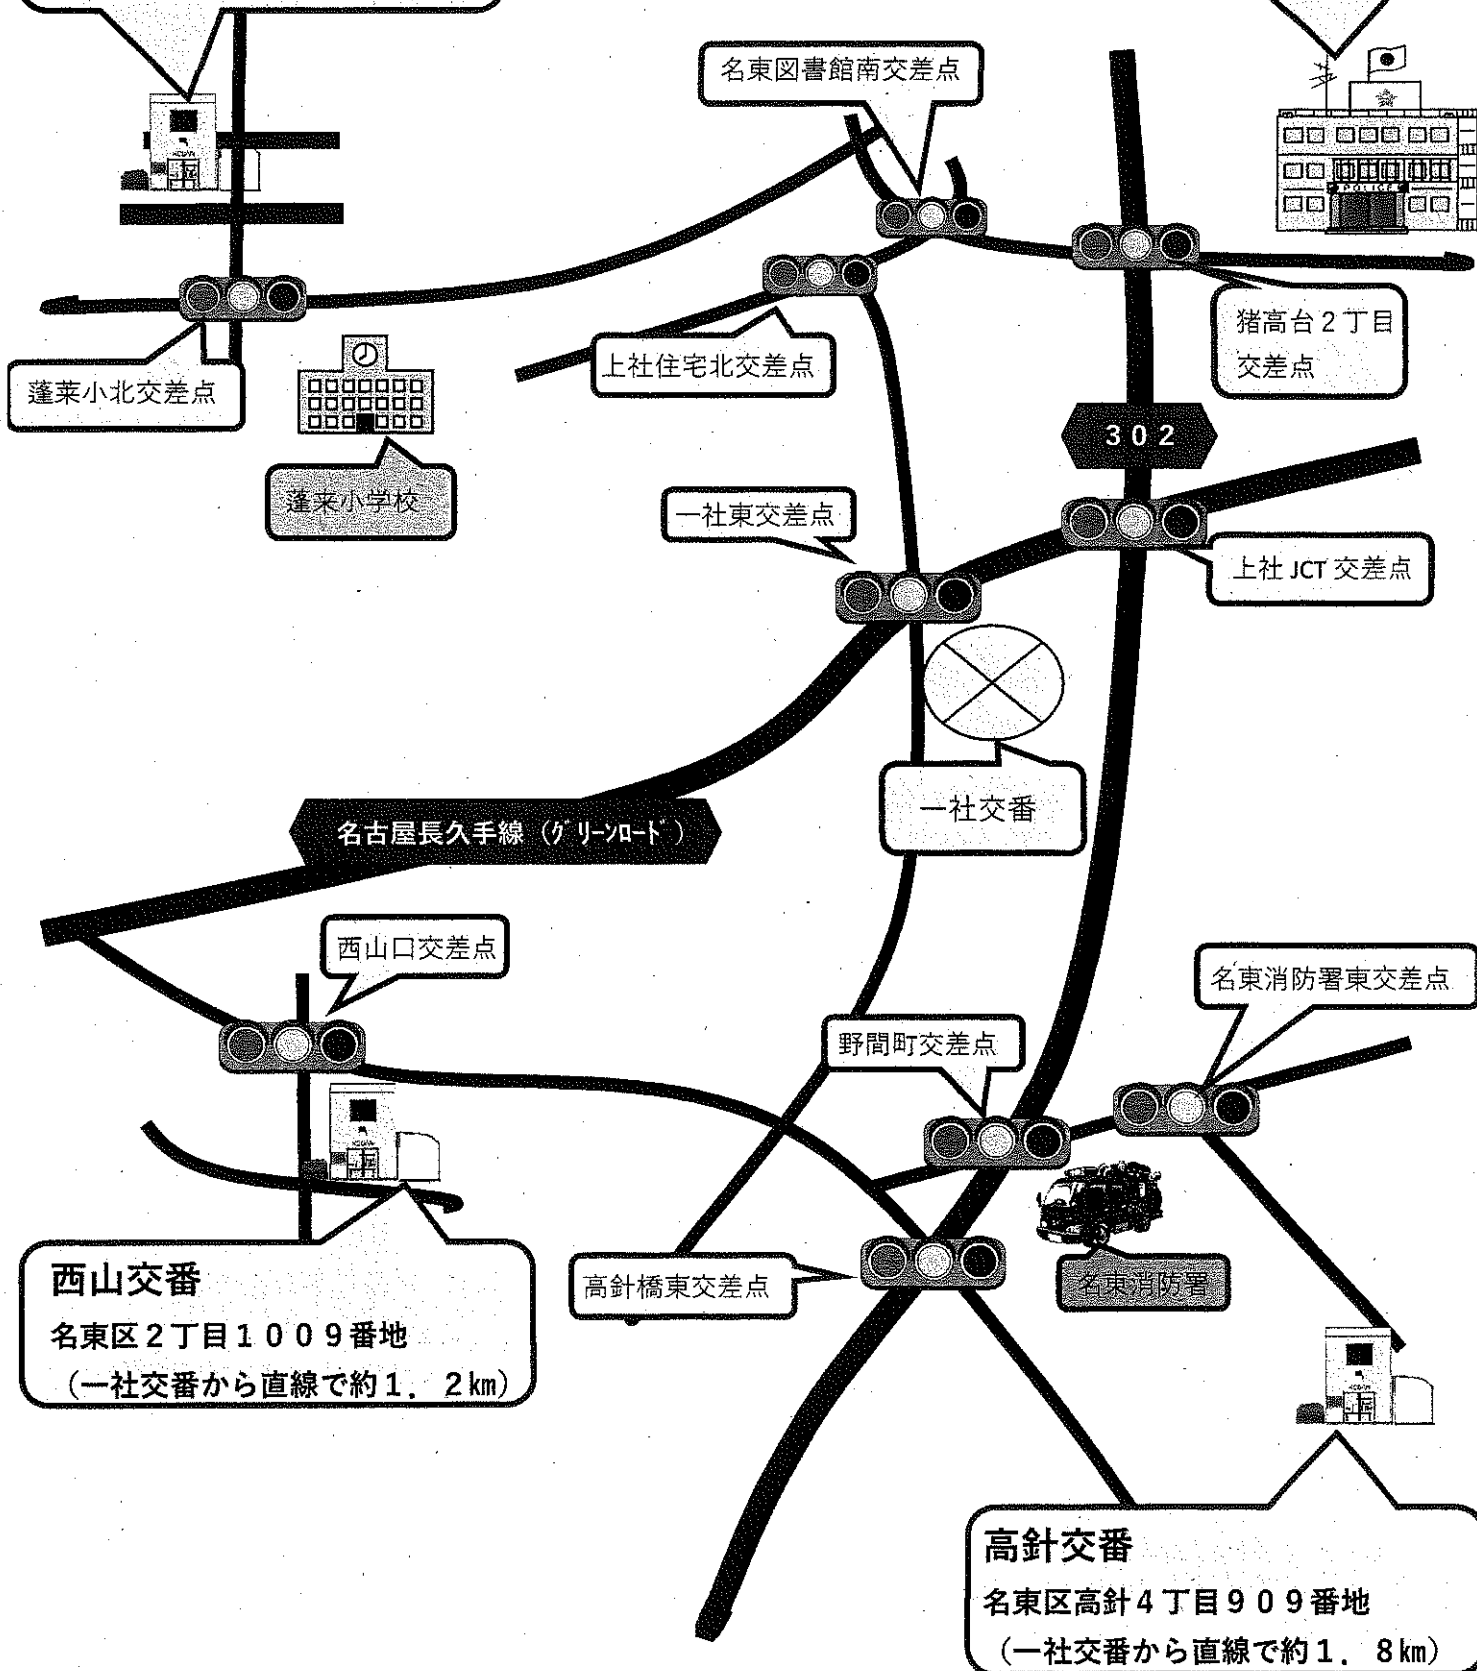 名東図書館南交差点
POLICE
猪高台２丁目
交差点
上社住宅北交差点
蓬莱小北交差点
３０２
蓬来小学校
一社東交差点
上社 JCT 交差点
一社交番
名古屋長久手線（グリーンロード）
西山口交差点
名東消防署東交差点
野間町交差点
KOBAN
西山交番
名東区２丁目１００９番地
（一社交番から直線で約１．２㎞）
高針橋東交差点
名東消防署
高針交番
名東区高針４丁目９０９番地
（一社交番から直線で約１．８㎞）